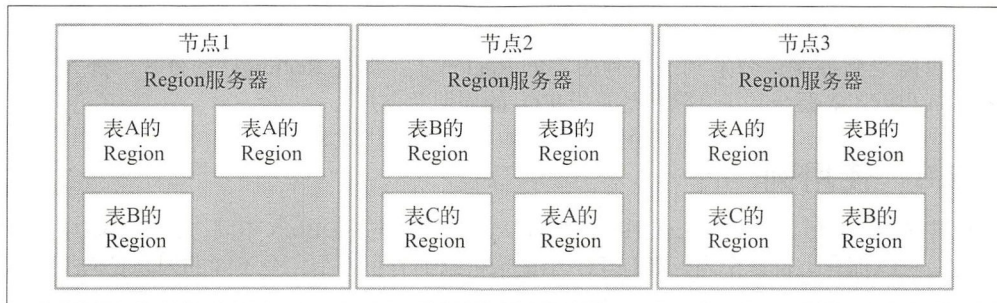 节点1
Region服务器
表A的
Region
表A的
Region
表B的
Region
节点2
Region服务器
表B的
Region
表B的
Region
表C的
Region
表A的
Region
节点3
Region服务器
表A的
Region
表B的
Region
表C的
Region
表B的
Region